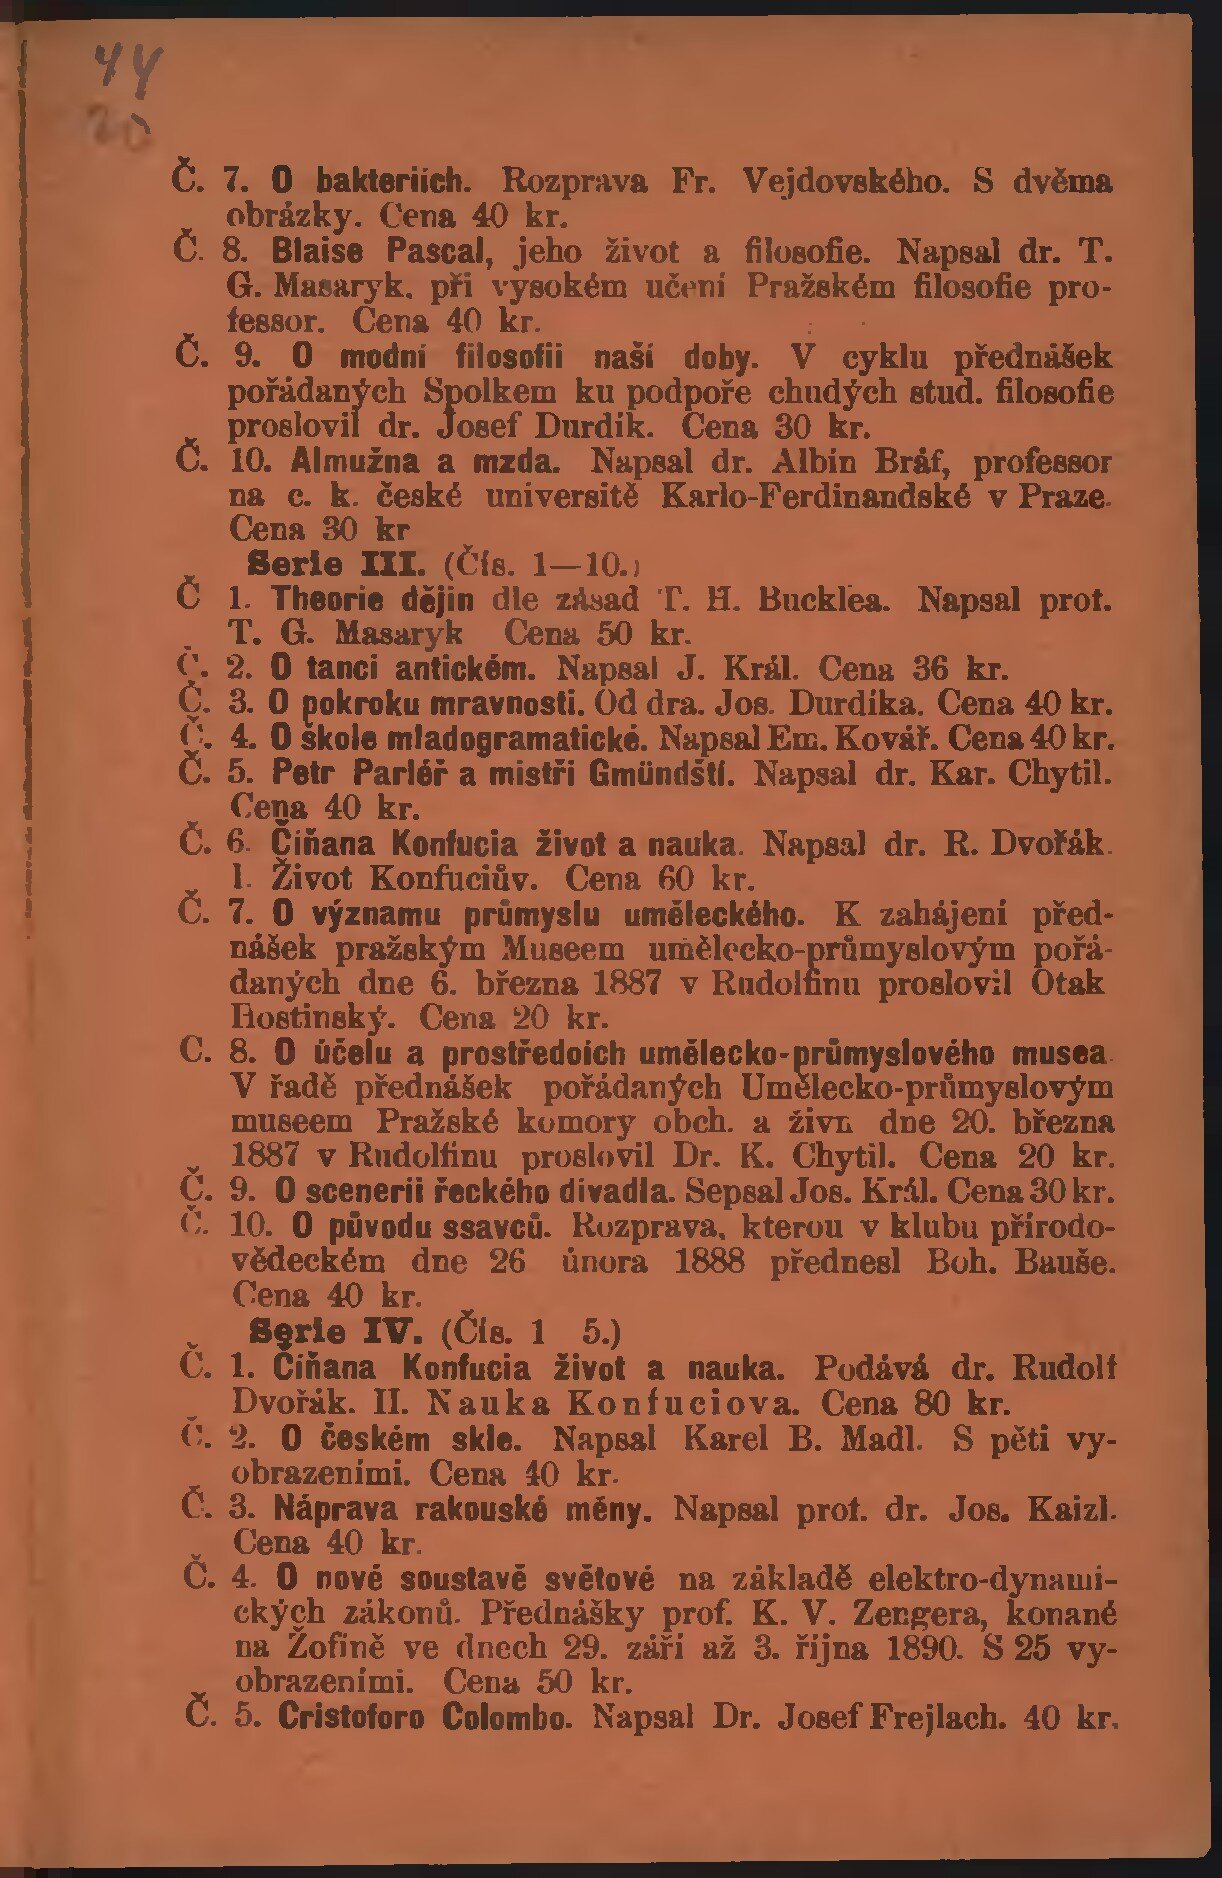 44
20
Č. 7. O bakteriích. Rozprava Fr. Vejdovského. S dvěma
obrázky. Cena 40 kr.
Č. 8. Blaise Pascal, jeho život a filosofie. Napsal dr. T.
G. Masaryk, při vysokém učení Pražském filosofie pro-
fessor. Cena 40 kr.
Č. 9. O modní filosofii naší doby. V cyklu přednášek
pořádaných Spolkem ku podpoře chudých stud. filosofie
proslovil dr. Josef Durdík. Cena 30 kr.
Č. 10. Almužna a mzda. Napsal dr. Albín Bráf, professor
na c. k. české universitě Karlo-Ferdinandské v Praze.
Cena 30 kr
Serie III. (Čís. 1—10.)
Č 1. Theorie dějin dle zásad T. H. Buckléa. Napsal prof.
T. G. Masaryk Cena 50 kr.
Č. 2. O tanci antickém. Napsal J. Král. Cena 36 kr.
Č. 3. O pokroku mravnosti. Od dra. Jos. Durdíka. Cena 40 kr.
Č. 4. O škole mladogramatické. Napsal Em. Kovář. Cena 40 kr.
Č. 5. Petr Parléř a mistři Gmündští. Napsal dr. Kar. Chytil.
Cena 40 kr.
Č. 6. Číňana Konfucia život a nauka. Napsal dr. R. Dvořák.
I. Život Konfuciův. Cena 60 kr.
Č. 7. O významu průmyslu uměleckého. K zahájení před-
nášek pražským Museem umělecko-průmyslovým pořá-
daných dne 6. března 1887 v Rudolfinu proslovil Otak
Hostinský. Cena 20 kr.
C. 8. O účelu a prostředcích umělecko-průmyslového musea
V řadě přednášek pořádaných Umělecko-průmyslovým
museem Pražské komory obch. a živn dne 20. března
1887 v Rudolfinu proslovil Dr. K. Chytil. Cena 20 kr.
Č. 9. O scenerii řeckého divadla. Sepsal Jos. Král. Cena 30 kr.
Č. 10. O původu ssavců. Rozprava, kterou v klubu přírodo-
vědeckém dne 26 února 1888 přednesl Boh. Bauše.
Cena 40 kr.
Serie IV. (Čís. 1 5.)
Č. 1. Číňana Konfucia život a nauka. Podává dr. Rudolf
Dvořák. II. Nauka Konfuciova. Cena 80 kr.
Č. 2. O českém skle. Napsal Karel B. Madl. S pěti vy-
obrazeními. Cena 40 kr.
Č. 3. Náprava rakouské měny. Napsal prof. dr. Jos. Kaizl.
Cena 40 kr.
Č. 4. O nové soustavě světové na základě elektro-dynami-
ckých zákonů. Přednášky prof. K. V. Zengera, konané
na Žofíně ve dnech 29. září až 3. října 1890. S 25 vy-
obrazeními. Cena 50 kr.
Č. 5. Cristoforo Colombo. Napsal Dr. Josef Frejlach. 40 kr.